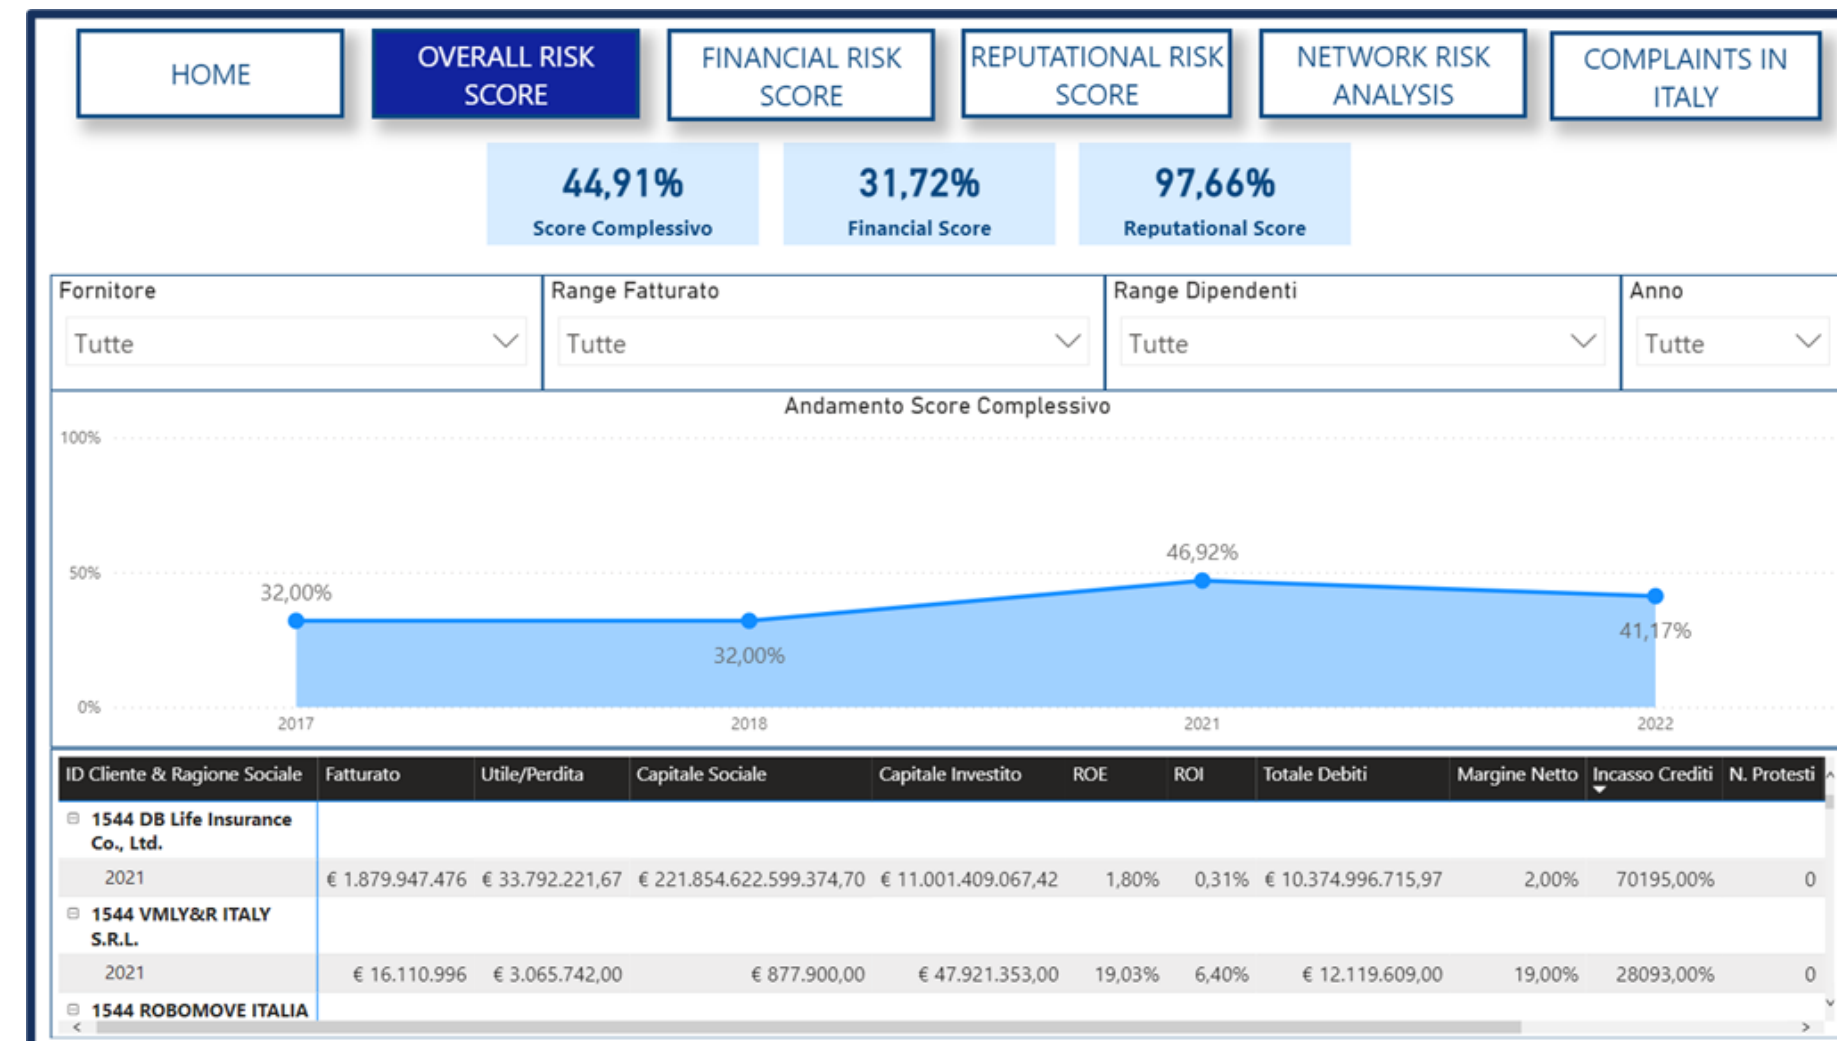 HOME
OVERALL RISK
SCORE
FINANCIAL RISK
SCORE
REPUTATIONAL RISK
SCORE
NETWORK RISK
ANALYSIS
COMPLAINTS IN
ITALY
44,91%
Score Complessivo
31,72%
Financial Score
97,66%
Reputational Score
Fornitore
Tutte
Range Fatturato
Tutte
Range Dipendenti
Tutte
Anno
Tutte
Andamento Score Complessivo
100%
50%
0%
32,00%
32,00%
46,92%
41,17%
2017 2018 2021 2022
ID Cliente & Ragione Sociale Fatturato Utile/Perdita Capitale Sociale Capitale Investito ROE ROI Totale Debiti Margine Netto Incasso Crediti N. Protesti
1544 DB Life Insurance
Co., Ltd.
2021 € 1.879.947.476 € 33.792.221,67 € 221.854.622.599.374,70 € 11.001.409.067,42 1,80% 0,31% € 10.374.996.715,97 2,00% 70195,00% 0
1544 VMLY&R ITALY
S.R.L.
2021 € 16.110.996 € 3.065.742,00 € 877.900,00 € 47.921.353,00 19,03% 6,40% € 12.119.609,00 19,00% 28093,00% 0
1544 ROBOMOVE ITALIA